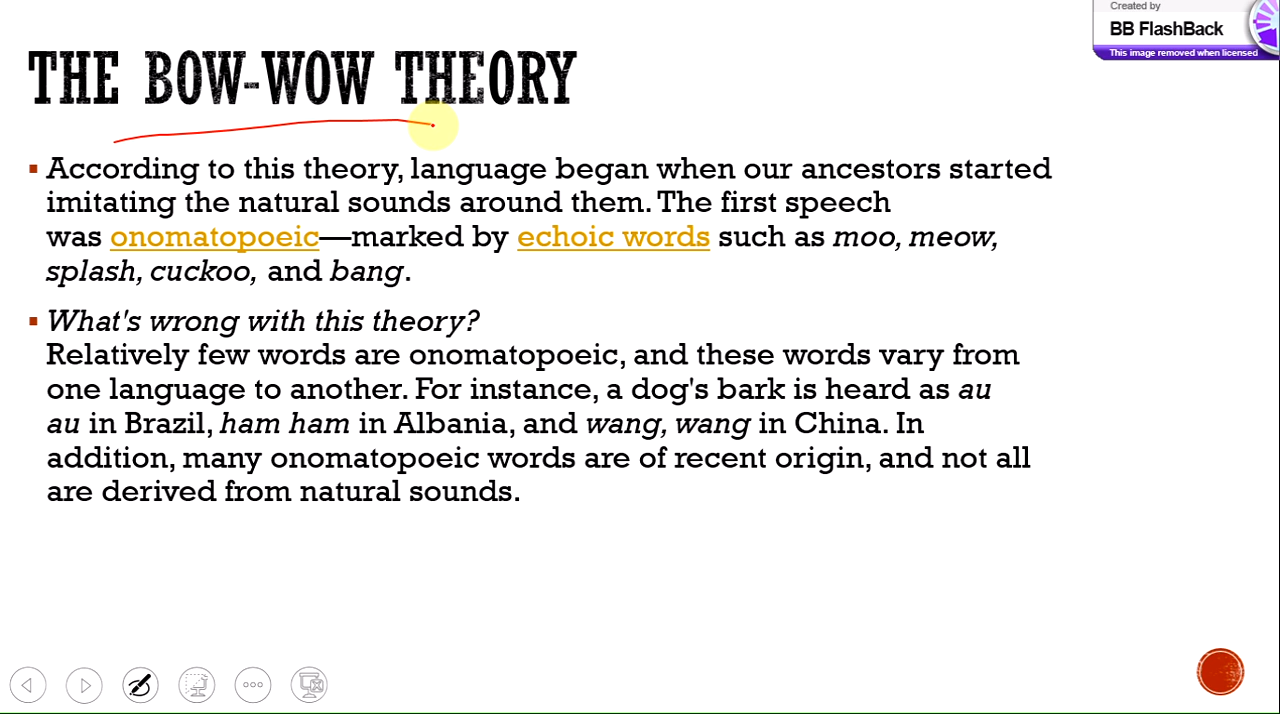 Created by
BB FlashBack
This image removed when licensed
THE BOW-WOW THEORY
▪ According to this theory, language began when our ancestors started
imitating the natural sounds around them. The first speech
was onomatopoeic—marked by echoic words such as moo, meow,
splash, cuckoo, and bang.
▪ What's wrong with this theory?
Relatively few words are onomatopoeic, and these words vary from
one language to another. For instance, a dog's bark is heard as au
au in Brazil, ham ham in Albania, and wang, wang in China. In
addition, many onomatopoeic words are of recent origin, and not all
are derived from natural sounds.